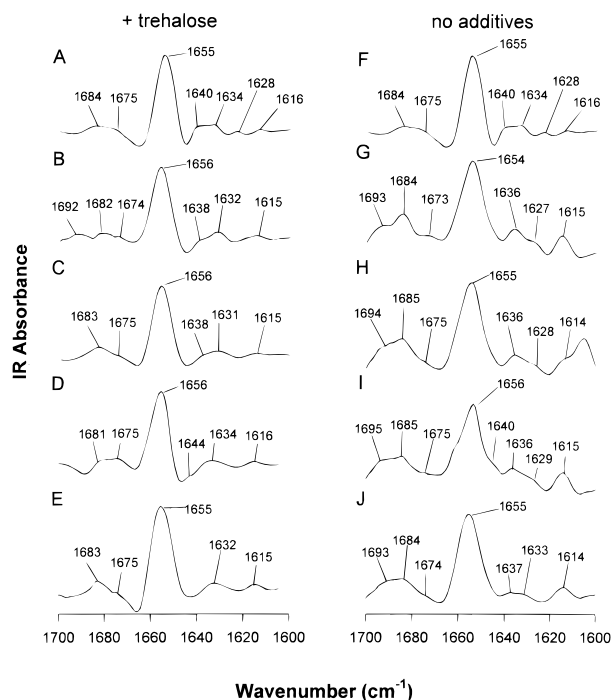 + trehalose
no additives
A
1655
1684 1675 1640 1634 1628 1616
F
1655
1684 1675 1640 1634 1628 1616
B
1656
1692 1682 1674 1638 1632 1615
G
1654
1693 1684 1673 1636 1627 1615
C
1656
1683 1675 1638 1631 1615
H
1655
1694 1685 1675 1636 1628 1614
D
1656
1681 1675 1644 1634 1616
I
1656
1695 1685 1675 1640 1636 1629 1615
E
1655
1683 1675 1632 1615
J
1655
1693 1684 1674 1637 1633 1614
IR Absorbance
1700 1680 1660 1640 1620 1600
1700 1680 1660 1640 1620 1600
Wavenumber (cm⁻¹)